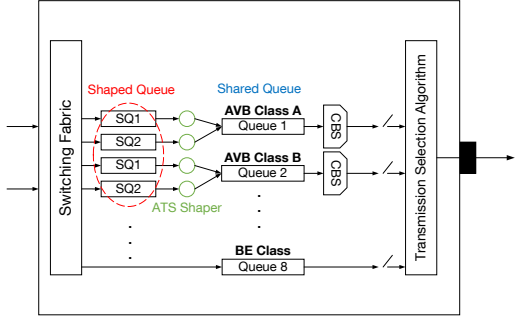 Shaped Queue
Shared Queue
AVB Class A
SQ1
Queue 1
CBS
SQ2
AVB Class B
SQ1
Queue 2
CBS
SQ2
ATS Shaper
BE Class
Queue 8
Switching Fabric
Transmission Selection Algorithm